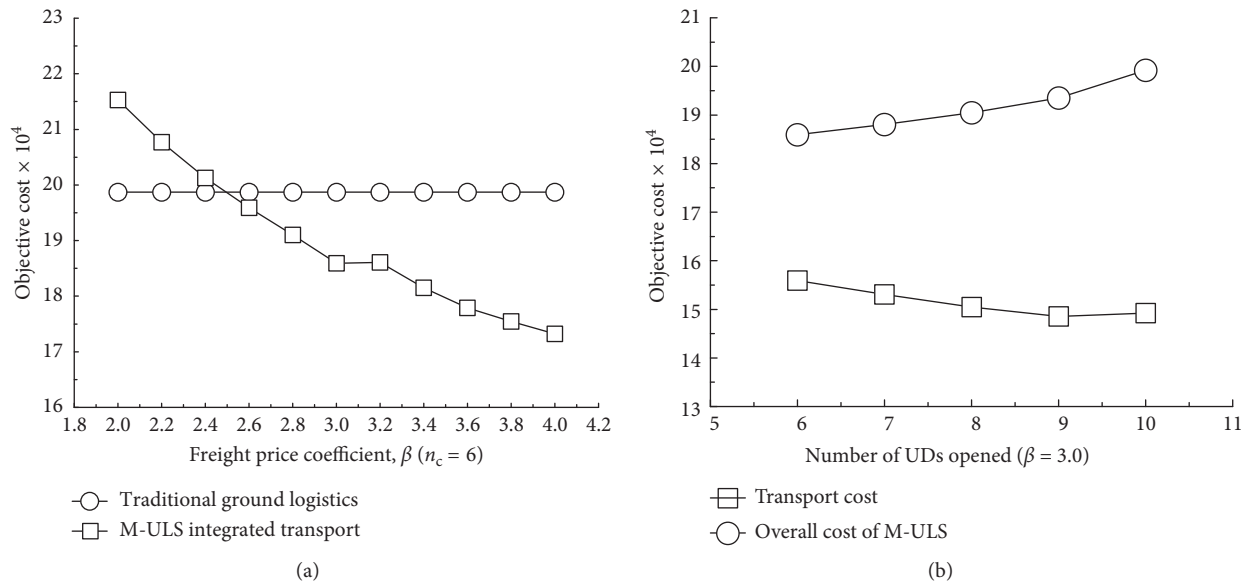 23
22
21
20
19
18
17
16
Objective cost × 10⁴
1.8 2.0 2.2 2.4 2.6 2.8 3.0 3.2 3.4 3.6 3.8 4.0 4.2
Freight price coefficient, β (n_c = 6)
Traditional ground logistics
M-ULS integrated transport
(a)
21
20
19
18
17
16
15
14
13
Objective cost × 10⁴
5 6 7 8 9 10 11
Number of UDs opened (β = 3.0)
Transport cost
Overall cost of M-ULS
(b)